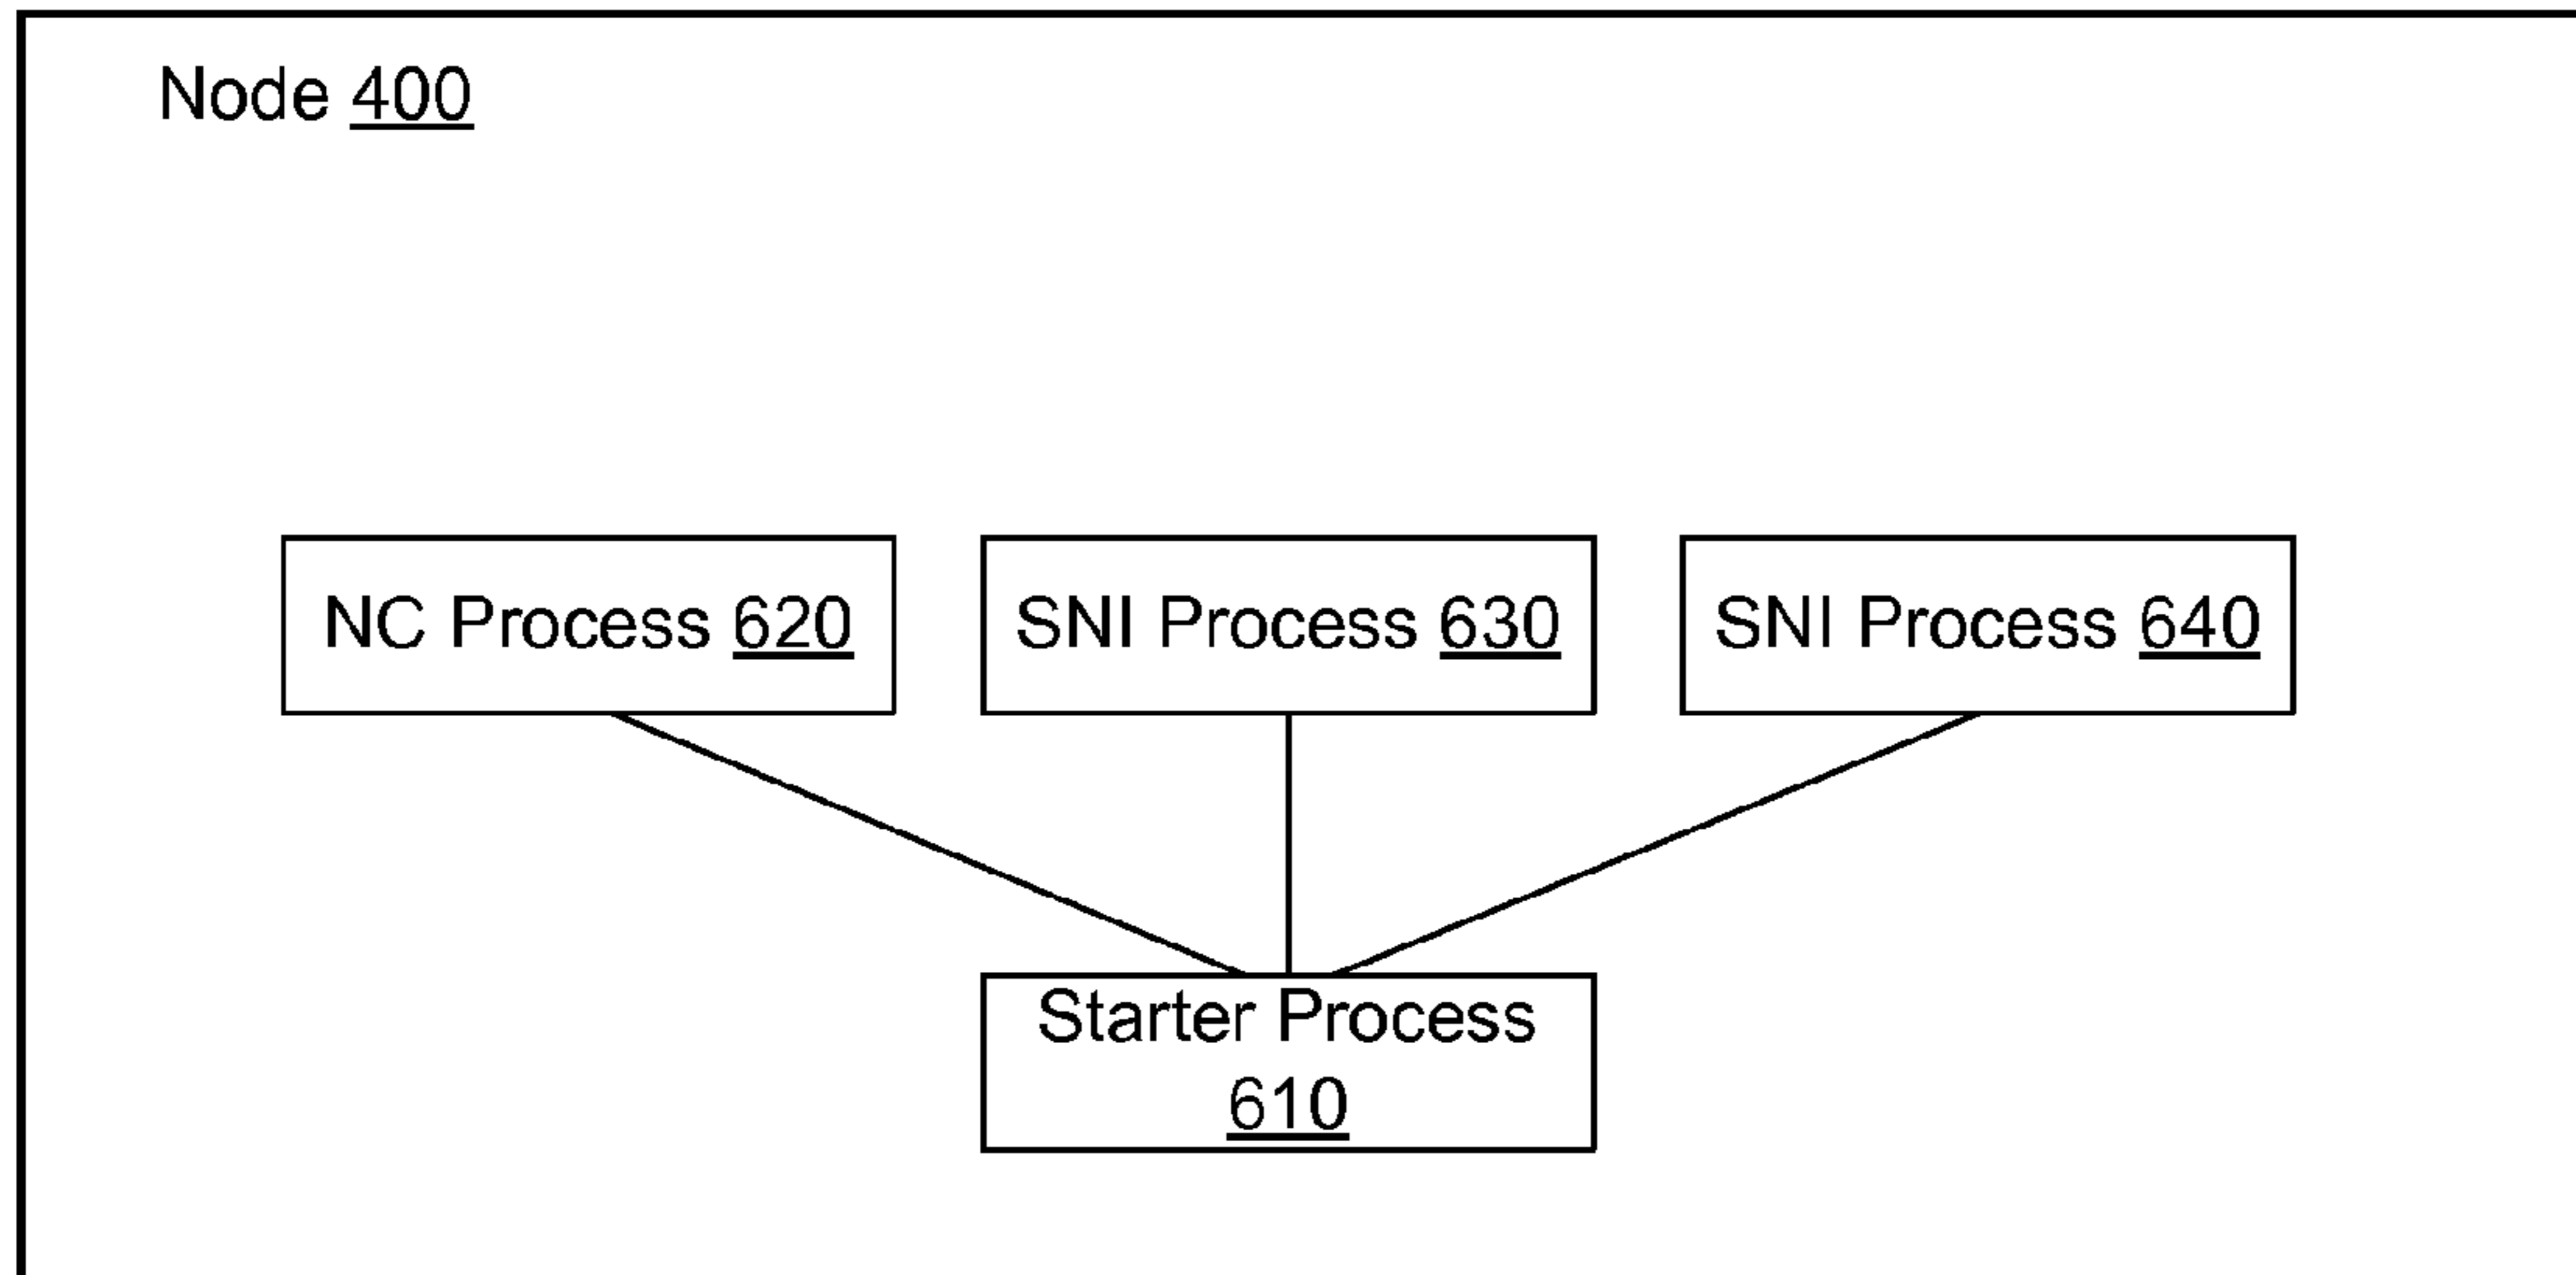 Node 400
NC Process 620
SNI Process 630
SNI Process 640
Starter Process
610